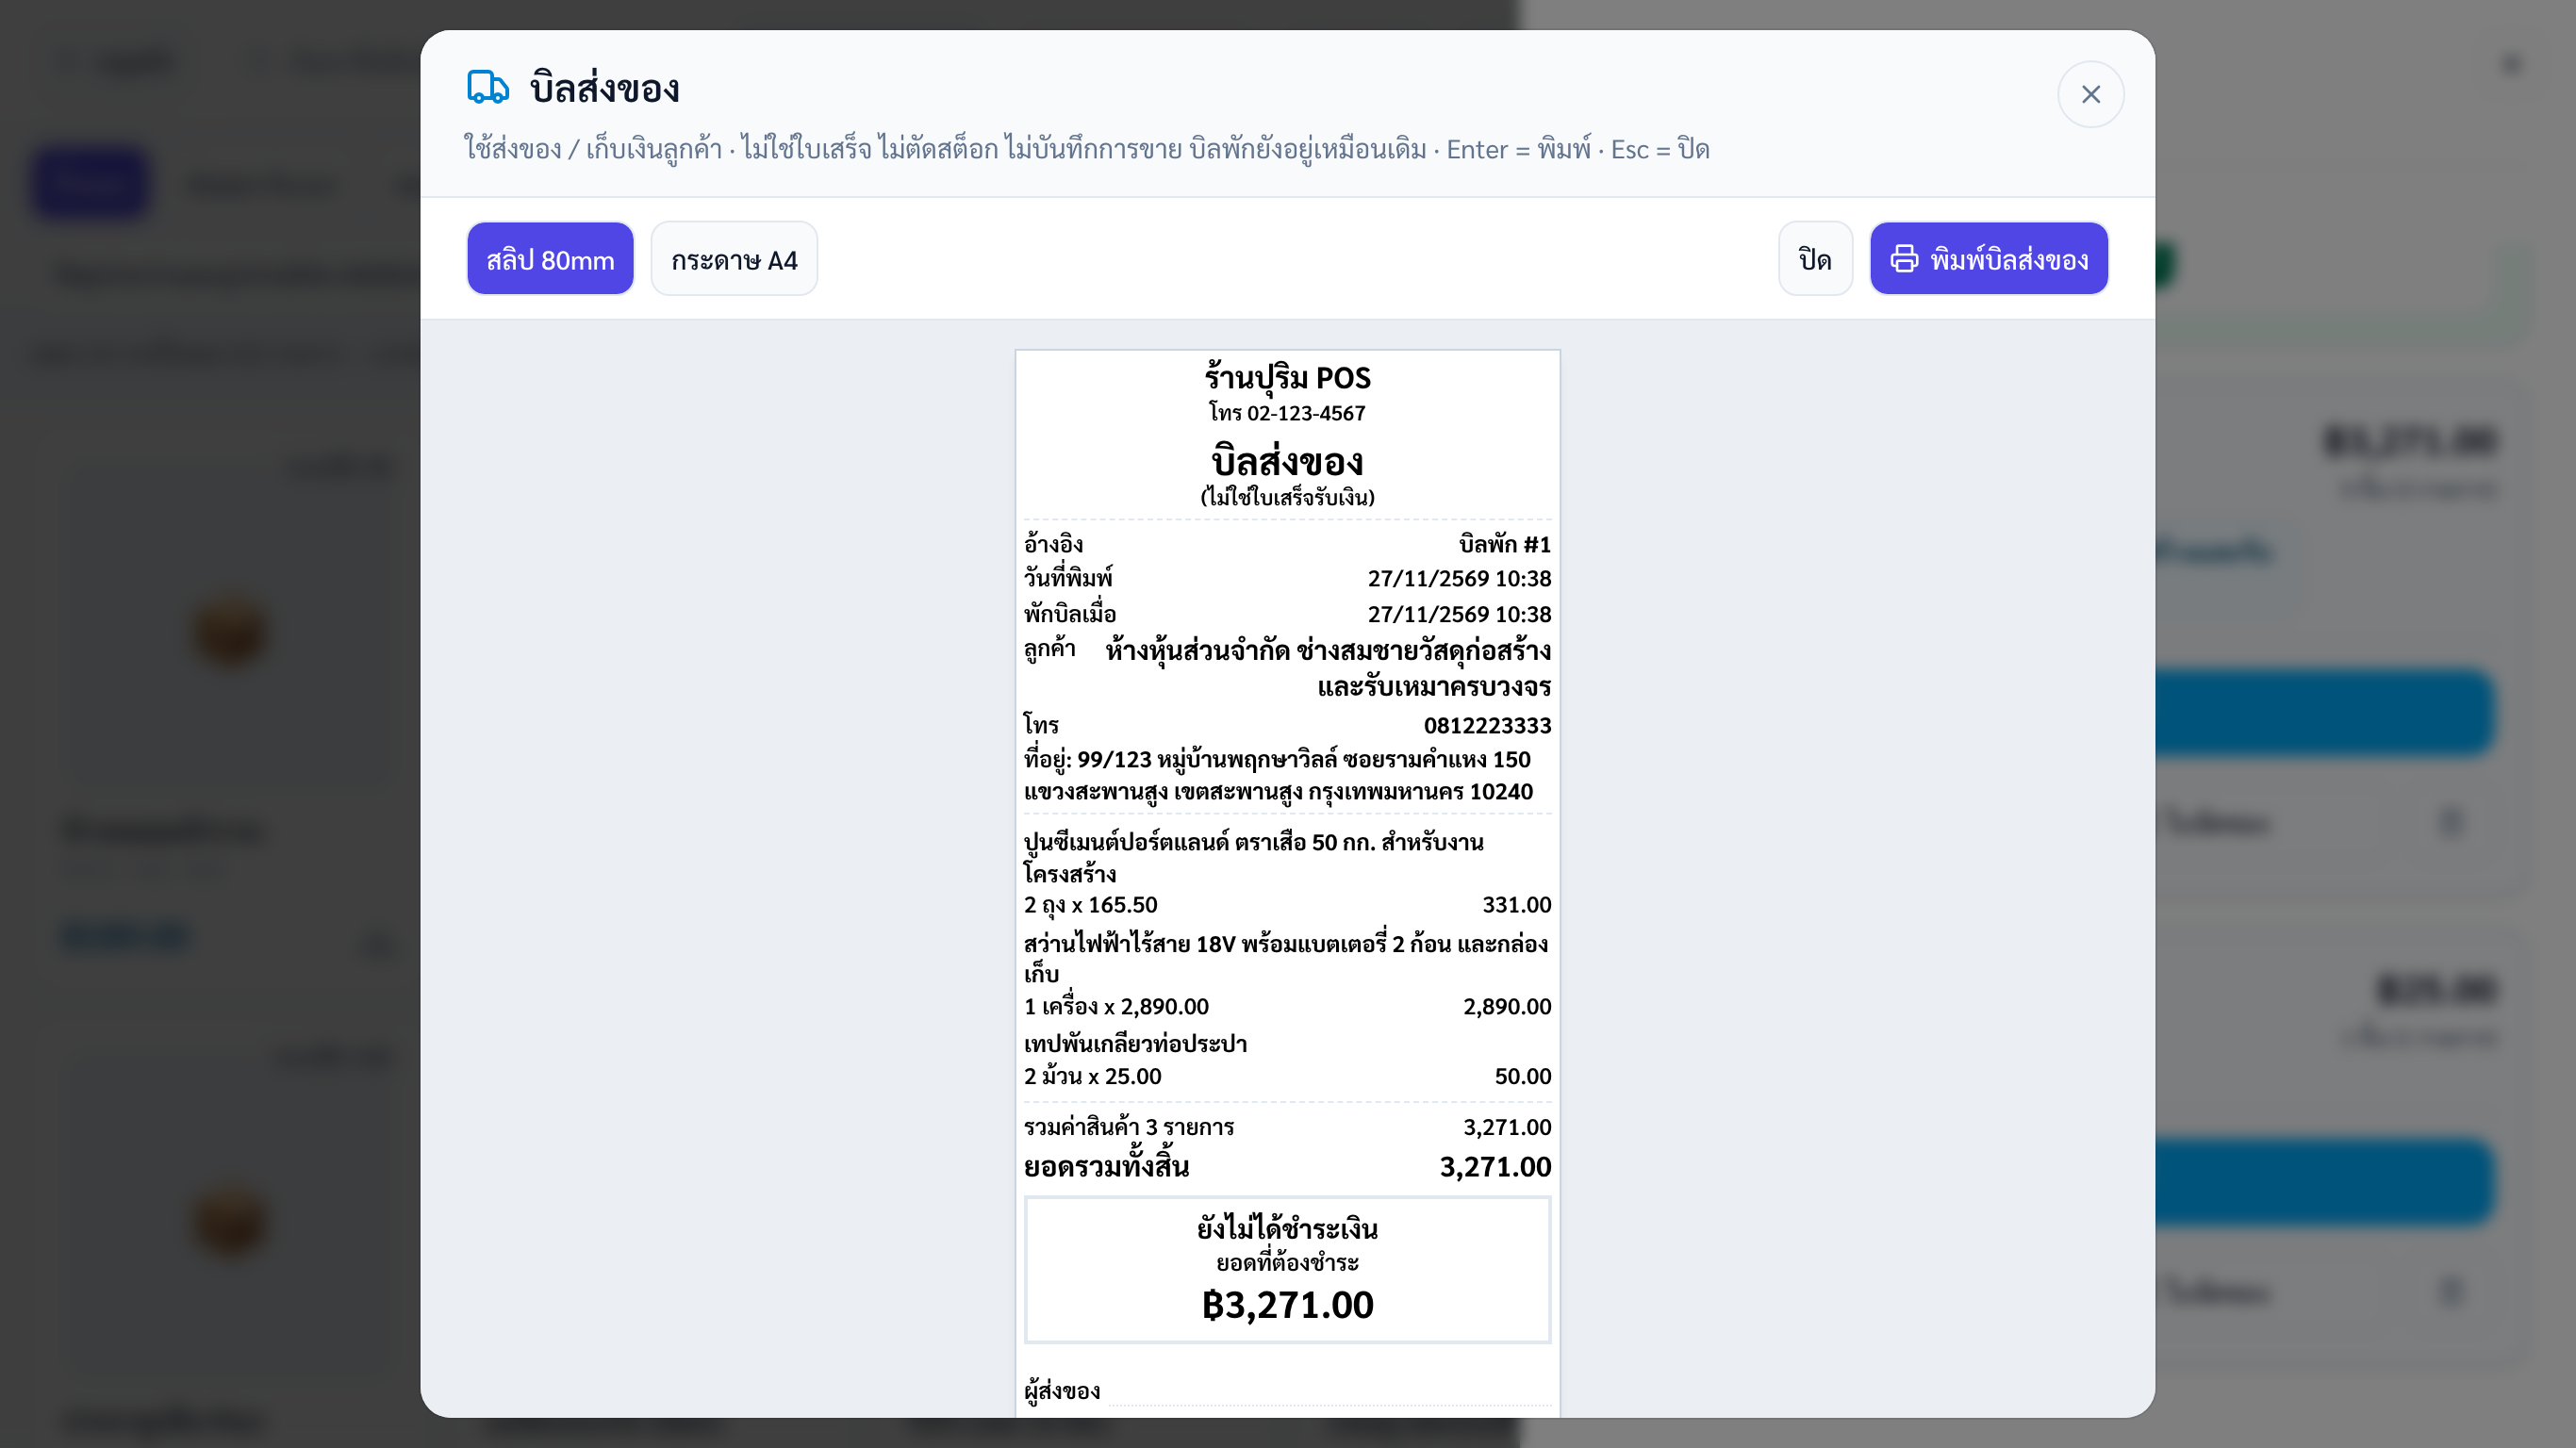 บิลส่งของ
ใช้ส่งของ / เก็บเงินลูกค้า · ไม่ใช่ใบเสร็จ ไม่ตัดสต็อก ไม่บันทึกการขาย บิลพักยังอยู่เหมือนเดิม · Enter = พิมพ์ · Esc = ปิด
สลิป 80mm กระดาษ A4 ปิด พิมพ์บิลส่งของ
ร้านปุริม POS
โทร 02-123-4567
บิลส่งของ
(ไม่ใช่ใบเสร็จรับเงิน)
อ้างอิง บิลพัก #1
วันที่พิมพ์ 27/11/2569 10:38
พักบิลเมื่อ 27/11/2569 10:38
ลูกค้า ห้างหุ้นส่วนจำกัด ช่างสมชายวัสดุก่อสร้าง
และรับเหมาครบวงจร
โทร 0812223333
ที่อยู่: 99/123 หมู่บ้านพฤกษาวิลล์ ซอยรามคำแหง 150
แขวงสะพานสูง เขตสะพานสูง กรุงเทพมหานคร 10240
ปูนซีเมนต์ปอร์ตแลนด์ ตราเสือ 50 กก. สำหรับงาน
โครงสร้าง
2 ถุง x 165.50 331.00
สว่านไฟฟ้าไร้สาย 18V พร้อมแบตเตอรี่ 2 ก้อน และกล่อง
เก็บ
1 เครื่อง x 2,890.00 2,890.00
เทปพันเกลียวท่อประปา
2 ม้วน x 25.00 50.00
รวมค่าสินค้า 3 รายการ 3,271.00
ยอดรวมทั้งสิ้น 3,271.00
ยังไม่ได้ชำระเงิน
ยอดที่ต้องชำระ
฿3,271.00
ผู้ส่งของ
฿3,271.00
฿25.00